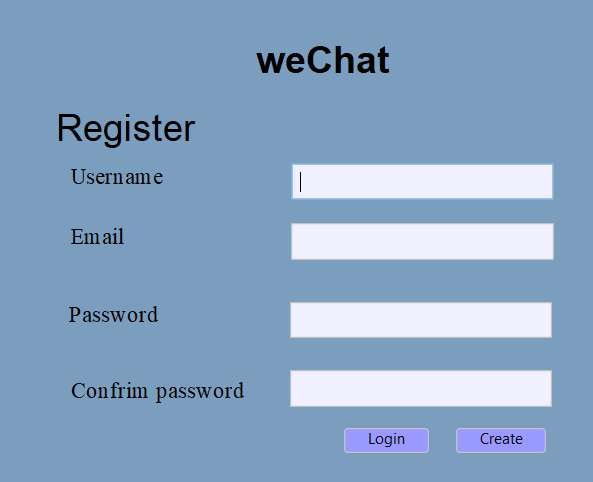 weChat
Register
Username
Email
Password
Confrim password
Login Create